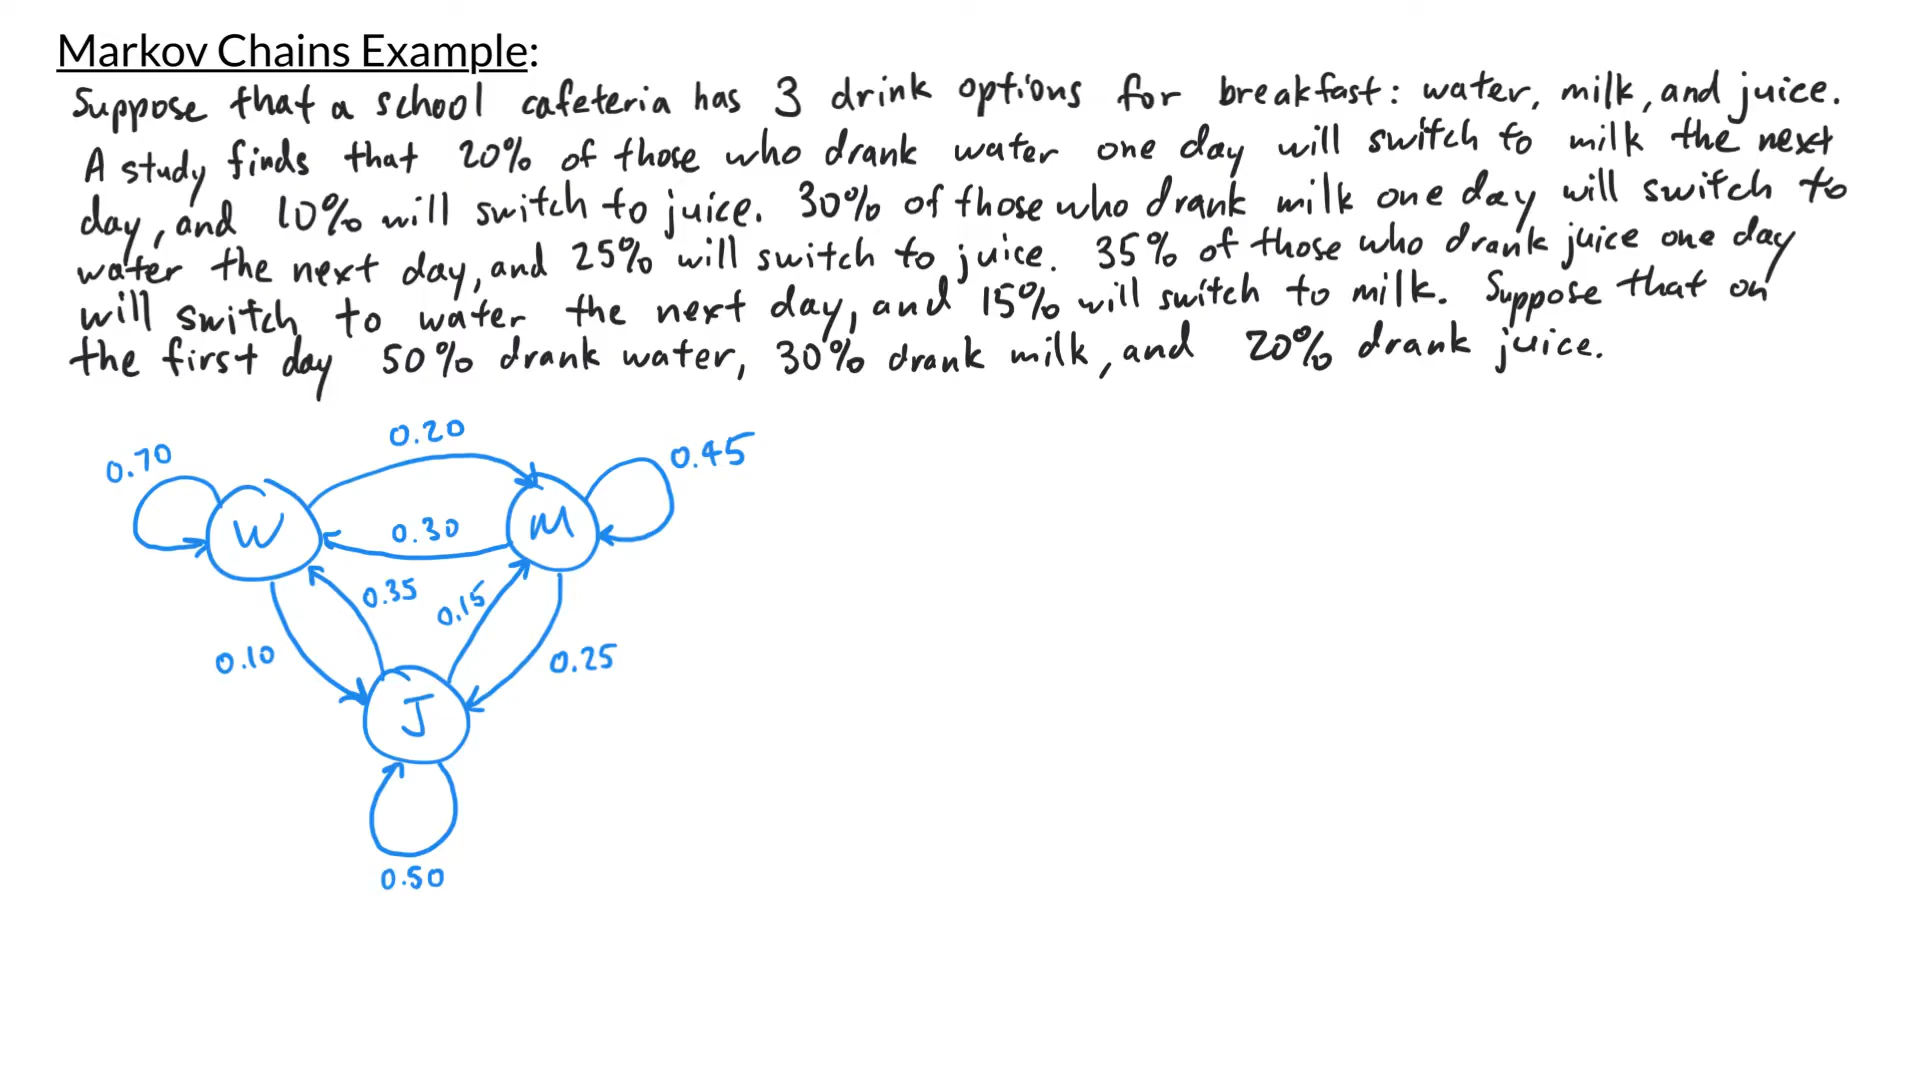 Markov Chains Example:
Suppose that a school cafeteria has 3 drink options for breakfast: water, milk, and juice.
A study finds that 20% of those who drank water one day will switch to milk the next
day, and 10% will switch to juice. 30% of those who drank milk one day will switch to
water the next day, and 25% will switch to juice. 35% of those who drank juice one day
will switch to water the next day, and 15% will switch to milk. Suppose that on
the first day 50% drank water, 30% drank milk, and 20% drank juice.
0.20
0.70
0.45
W
0.30
M
0.35
0.15
0.10
0.25
J
0.50